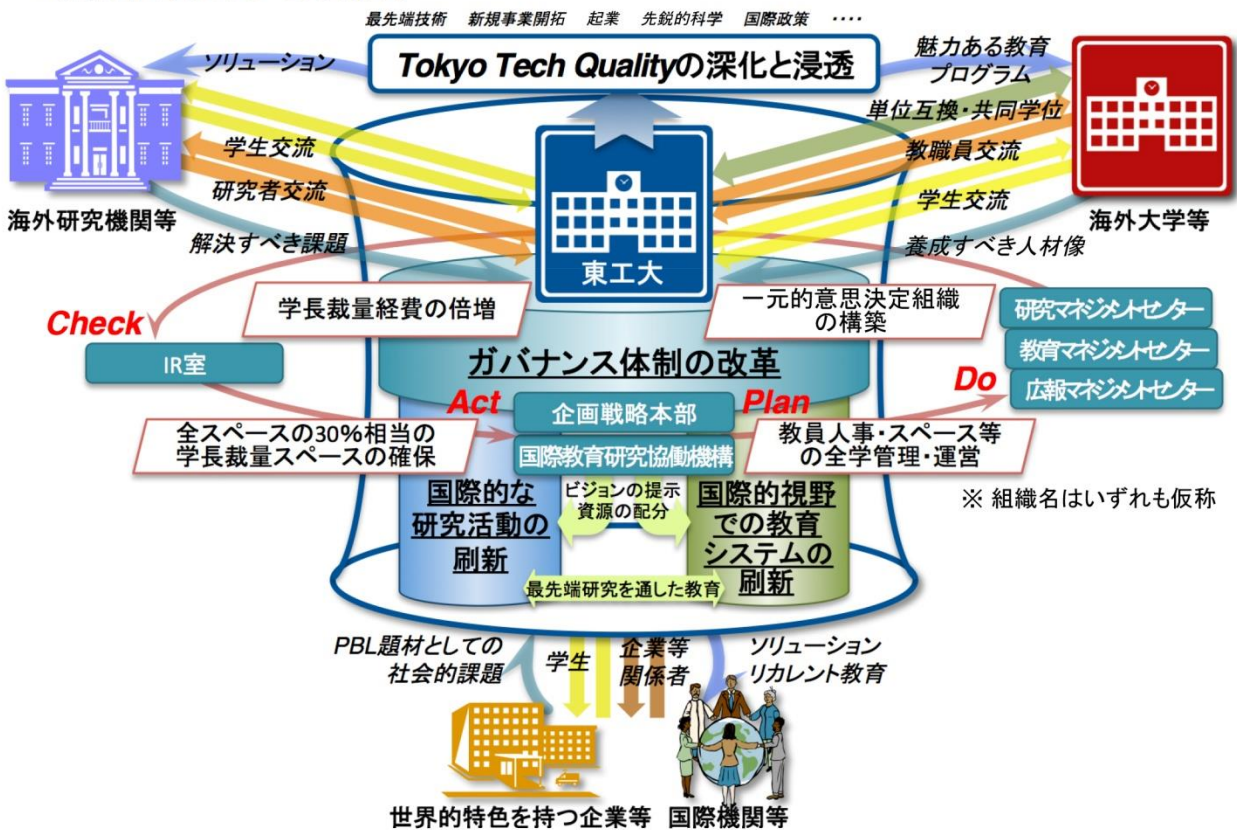 最先端技術 新規事業開拓 起業 先鋭的科学 国際政策 ‥‥
Tokyo Tech Qualityの深化と浸透
ソリューション
魅力ある教育
プログラム
単位互換・共同学位
学生交流
教職員交流
研究者交流
学生交流
海外研究機関等
海外大学等
解決すべき課題
養成すべき人材像
東工大
学長裁量経費の倍増
一元的意思決定組織
の構築
研究マネジメントセンター
教育マネジメントセンター
広報マネジメントセンター
Check
IR室
ガバナンス体制の改革
Do
Act
Plan
企画戦略本部
国際教育研究協働機構
全スペースの30%相当の
学長裁量スペースの確保
教員人事・スペース等
の全学管理・運営
※ 組織名はいずれも仮称
国際的な
研究活動の
刷新
ビジョンの提示
資源の配分
国際的視野
での教育
システムの
刷新
最先端研究を通した教育
PBL題材としての
社会的課題
学生
企業等
関係者
ソリューション
リカレント教育
世界的特色を持つ企業等
国際機関等